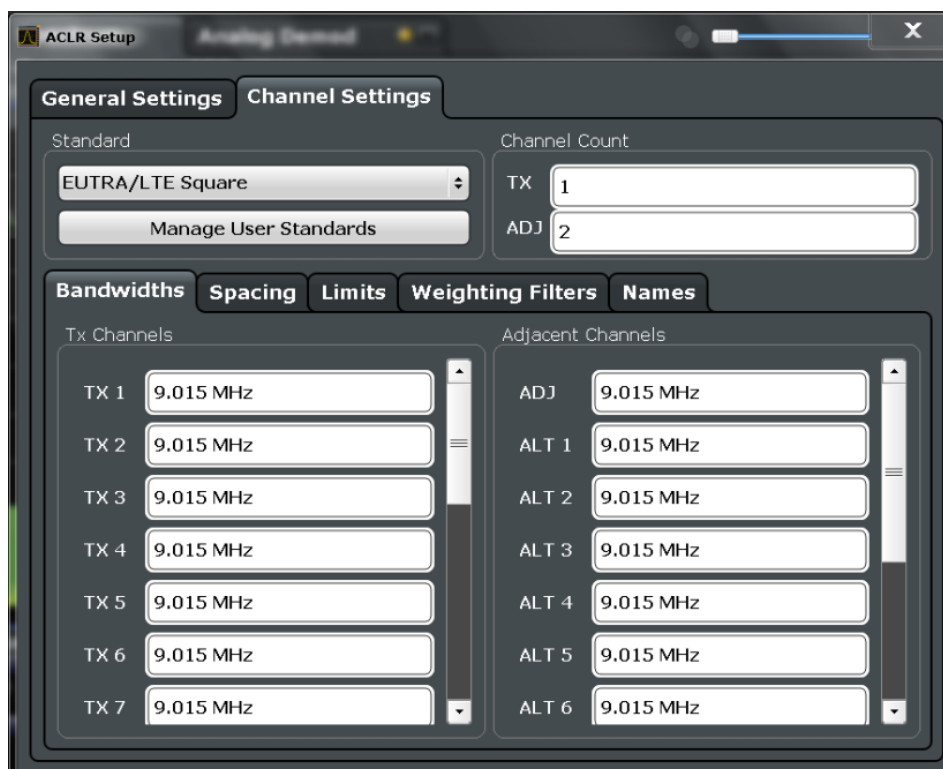 ACLR Setup
Analog Demod
X
General Settings
Channel Settings
Standard
EUTRA/LTE Square
Manage User Standards
Channel Count
TX 1
ADJ 2
Bandwidths
Spacing
Limits
Weighting Filters
Names
Tx Channels
TX 1 9.015 MHz
TX 2 9.015 MHz
TX 3 9.015 MHz
TX 4 9.015 MHz
TX 5 9.015 MHz
TX 6 9.015 MHz
TX 7 9.015 MHz
Adjacent Channels
ADJ 9.015 MHz
ALT 1 9.015 MHz
ALT 2 9.015 MHz
ALT 3 9.015 MHz
ALT 4 9.015 MHz
ALT 5 9.015 MHz
ALT 6 9.015 MHz